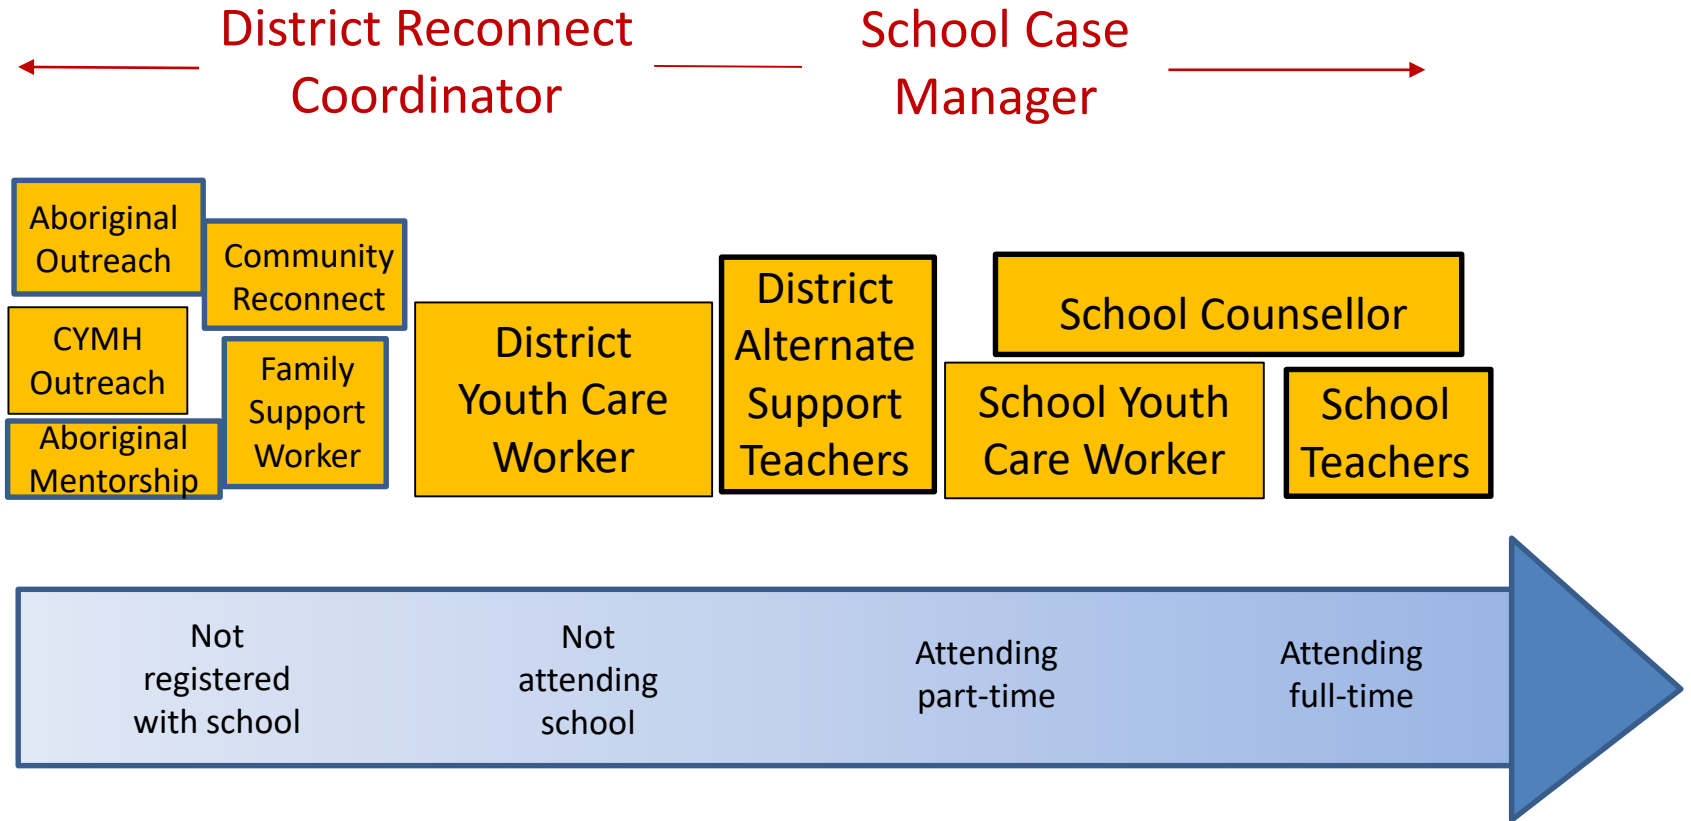 District Reconnect
Coordinator
School Case
Manager
Aboriginal
Outreach
Community
Reconnect
CYMH
Outreach
Family
Support
Worker
Aboriginal
Mentorship
District
Youth Care
Worker
District
Alternate
Support
Teachers
School Counsellor
School Youth
Care Worker
School
Teachers
Not
registered
with school
Not
attending
school
Attending
part-time
Attending
full-time